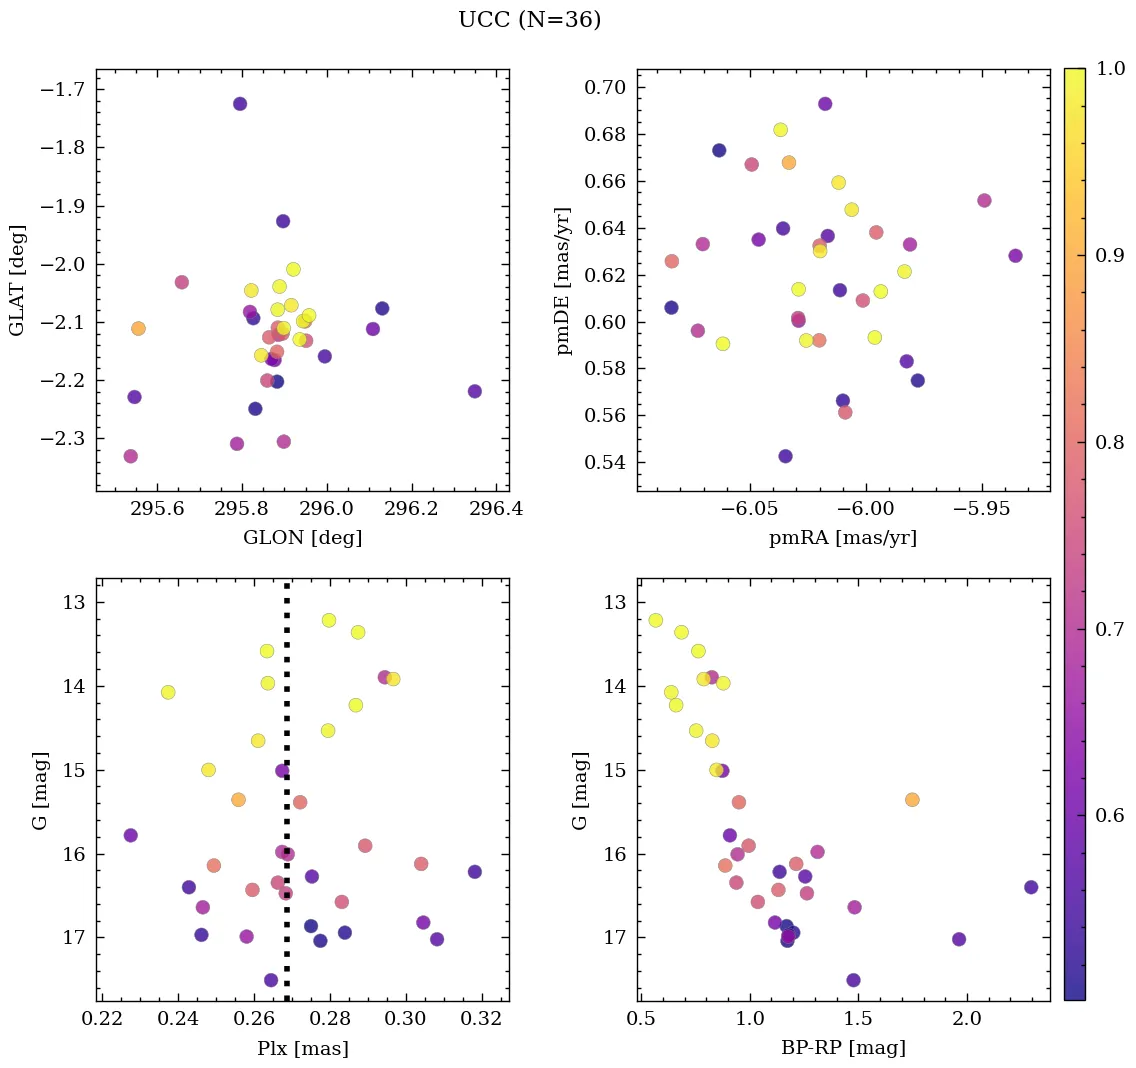 UCC (N=36)
−1.7
−1.8
−1.9
−2.0
−2.1
−2.2
−2.3
GLAT [deg]
295.6 295.8 296.0 296.2 296.4
GLON [deg]
0.70
0.68
0.66
0.64
0.62
0.60
0.58
0.56
0.54
pmDE [mas/yr]
−6.05 −6.00 −5.95
pmRA [mas/yr]
1.0
0.9
0.8
0.7
0.6
13
14
15
16
17
G [mag]
0.22 0.24 0.26 0.28 0.30 0.32
Plx [mas]
13
14
15
16
17
G [mag]
0.5 1.0 1.5 2.0
BP-RP [mag]